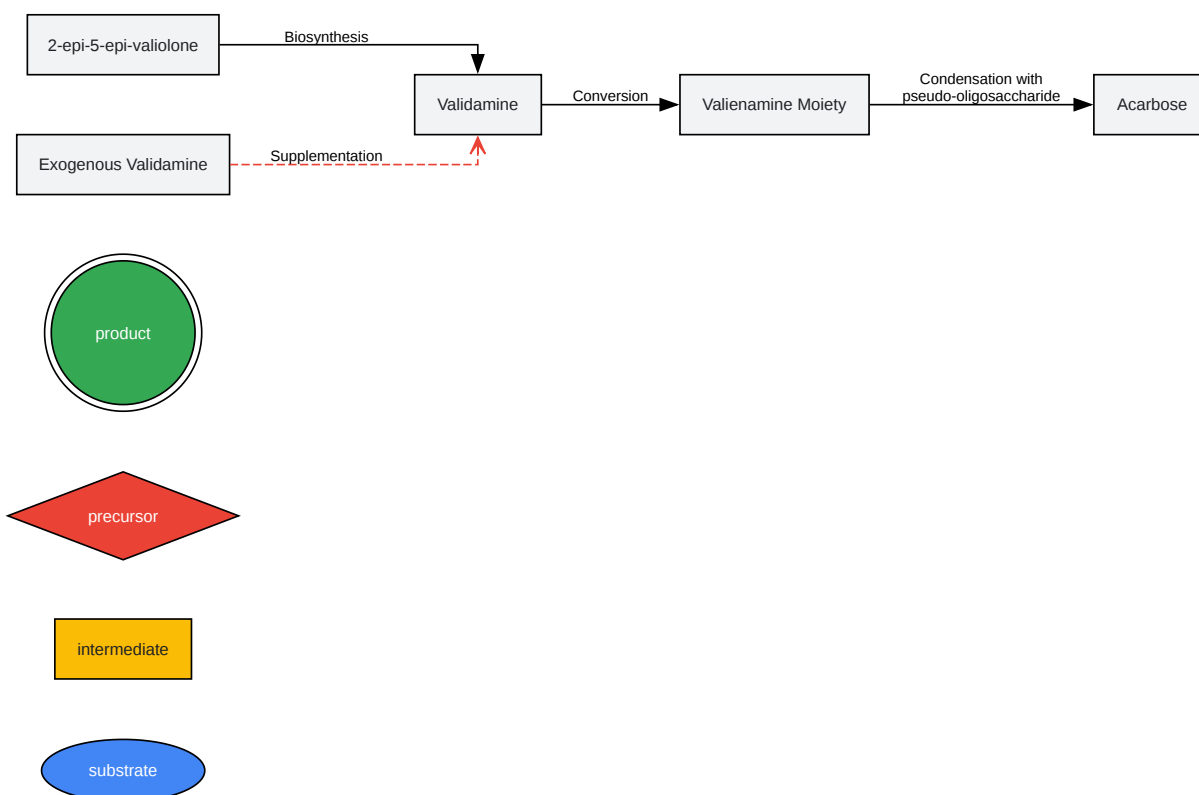 2-epi-5-epi-valiolone
Biosynthesis
Validamine
Conversion
Valienamine Moiety
Condensation with
pseudo-oligosaccharide
Acarbose
Exogenous Validamine
Supplementation
product
precursor
intermediate
substrate